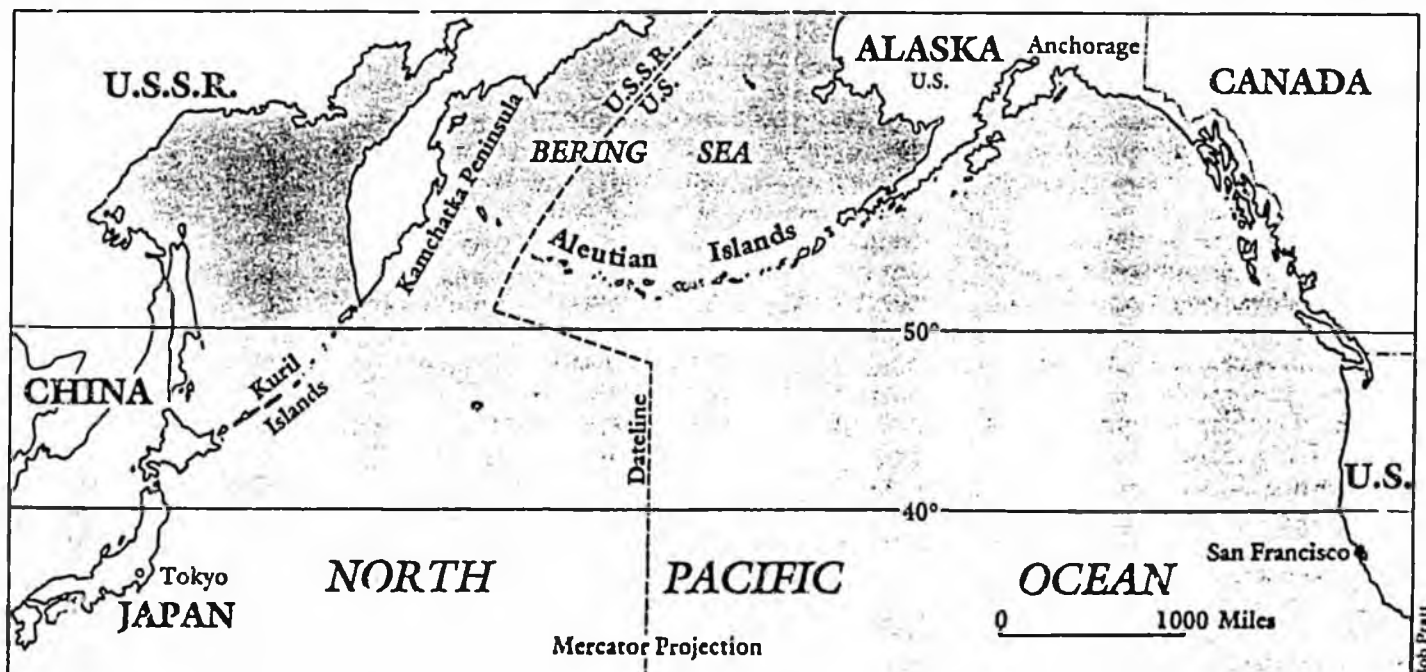 ALASKA
Anchorage
U.S.
CANADA
U.S.S.R.
U.S.S.R.
U.S.
Kamchatka Peninsula
BERING SEA
Aleutian Islands
50°
CHINA
Kuril
Islands
Dateline
U.S.
40°
San Francisco
Tokyo
JAPAN
NORTH PACIFIC OCEAN
0 1000 Miles
Mercator Projection